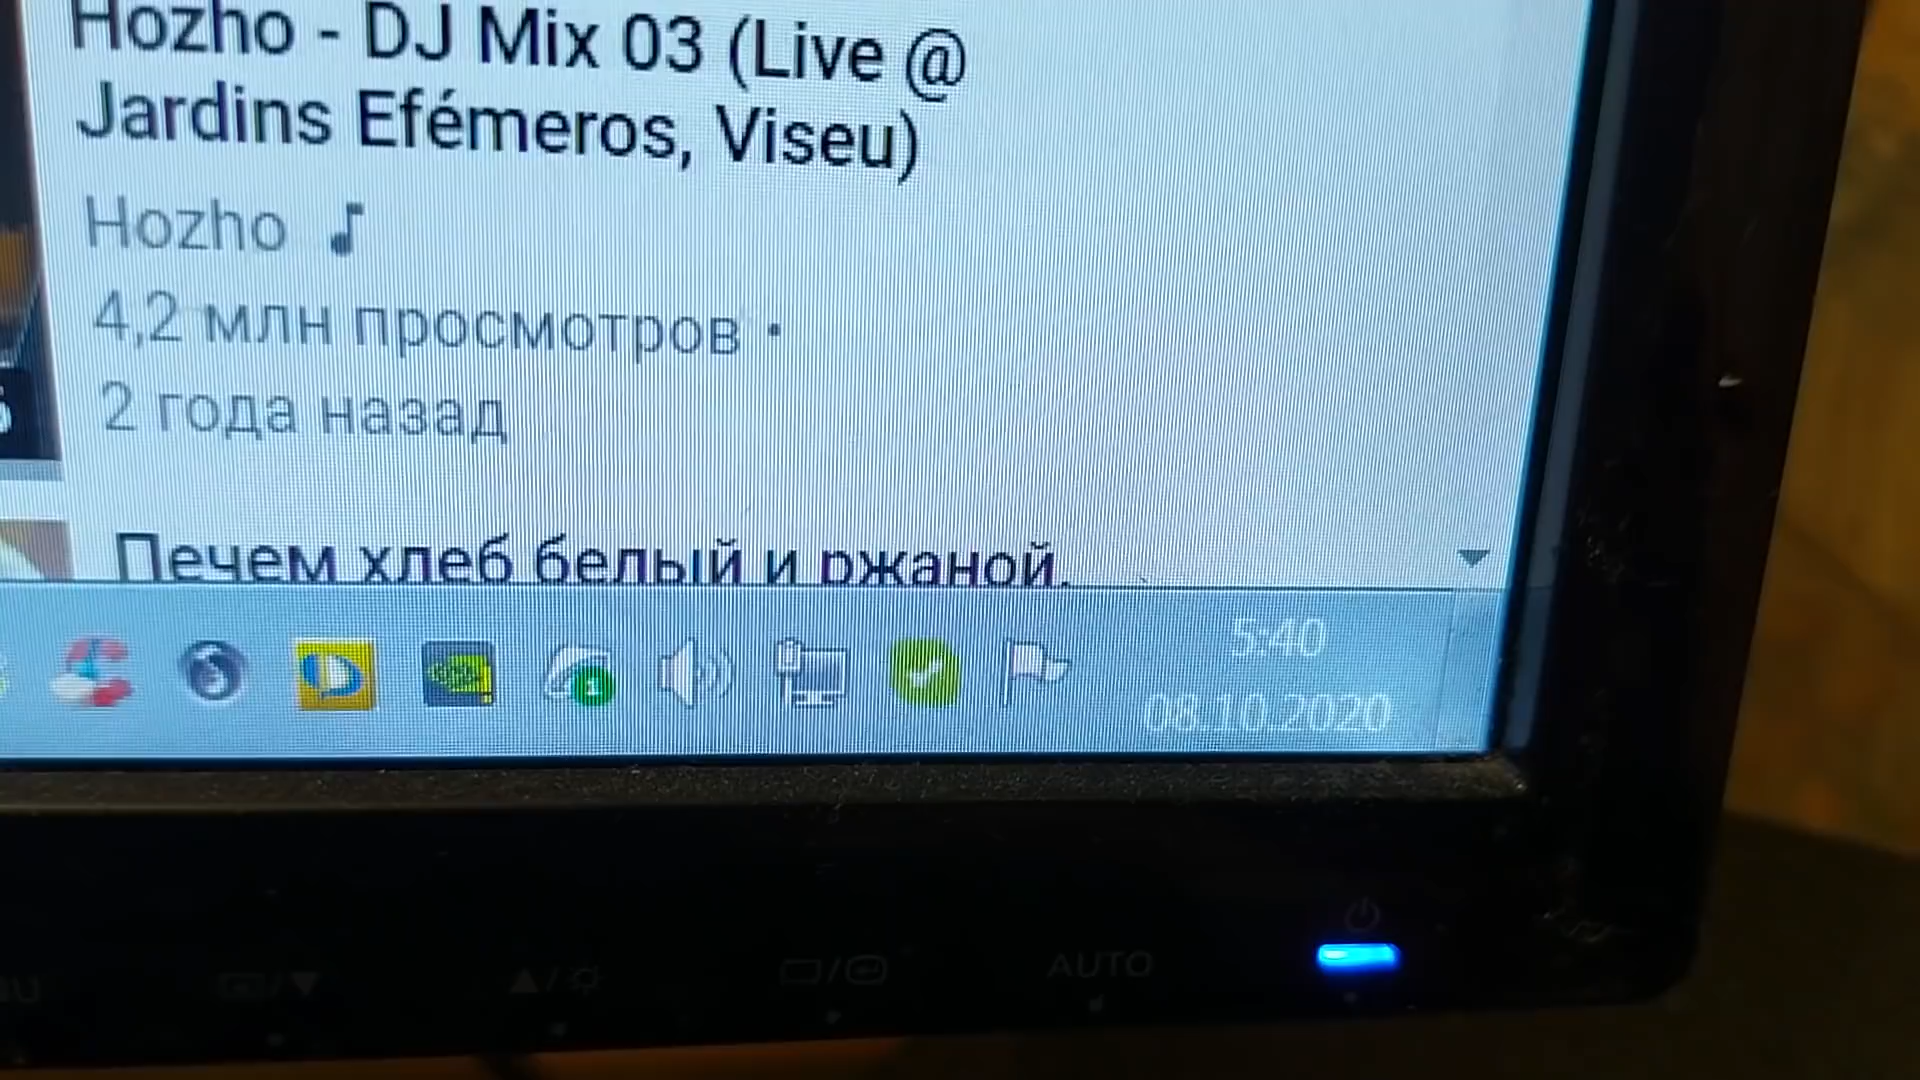 Hozho - DJ Mix 03 (Live @
Jardins Efémeros, Viseu)
Hozho
4,2 млн просмотров •
2 года назад
Печем хлеб белый и ржаной.
1
5:40
08.10.2020
AUTO